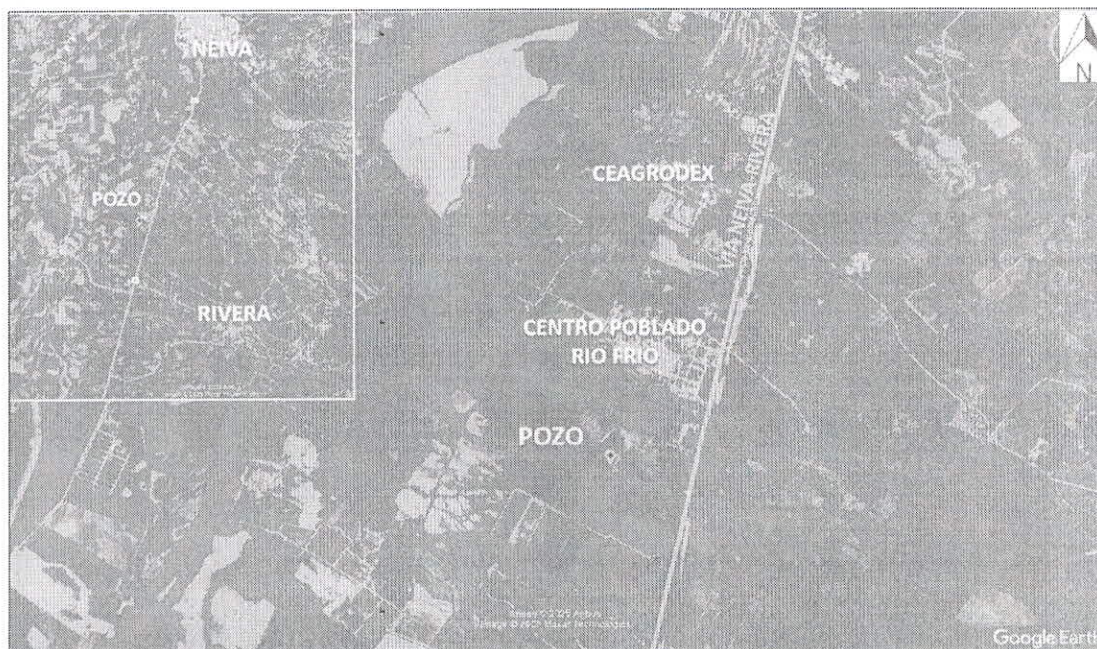 NEIVA
POZO
RIVERA
N
CEAGRODEX
VIA NEIVA-RIVERA
CENTRO POBLADO
RIO FRIO
POZO
Google Earth